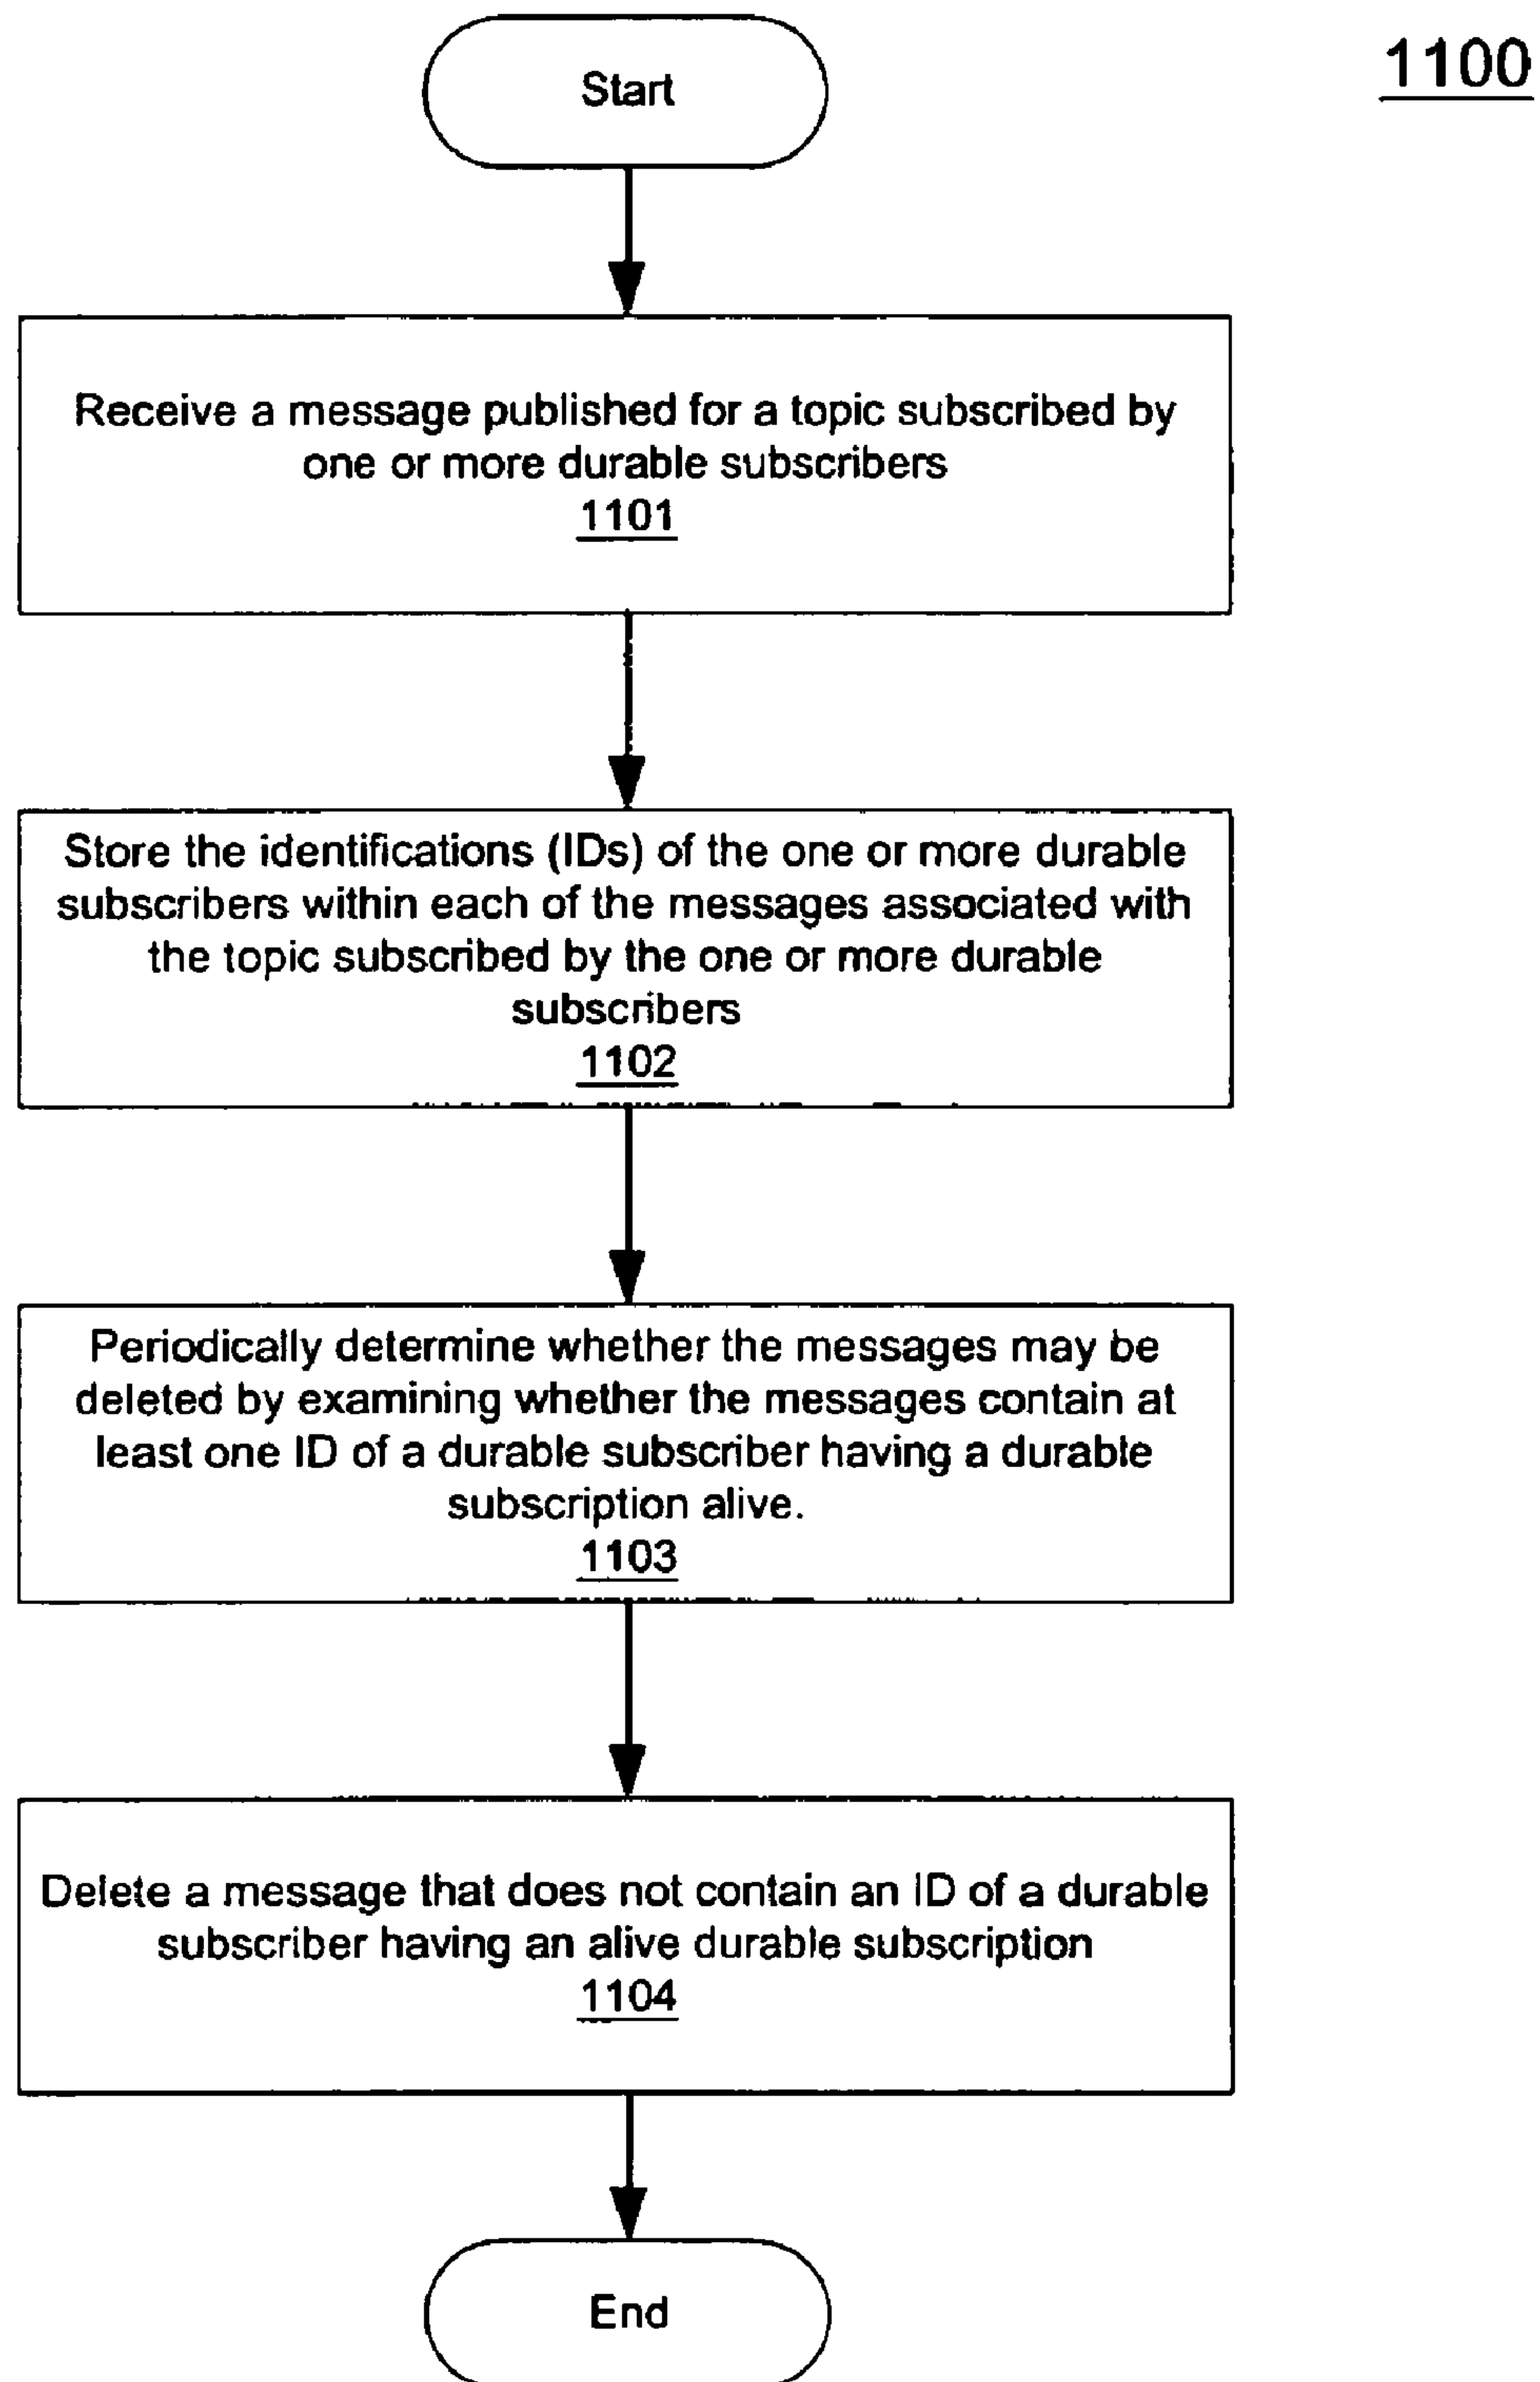 Start
1100
Receive a message published for a topic subscribed by
one or more durable subscribers
1101
Store the identifications (IDs) of the one or more durable
subscribers within each of the messages associated with
the topic subscribed by the one or more durable
subscribers
1102
Periodically determine whether the messages may be
deleted by examining whether the messages contain at
least one ID of a durable subscriber having a durable
subscription alive.
1103
Delete a message that does not contain an ID of a durable
subscriber having an alive durable subscription
1104
End